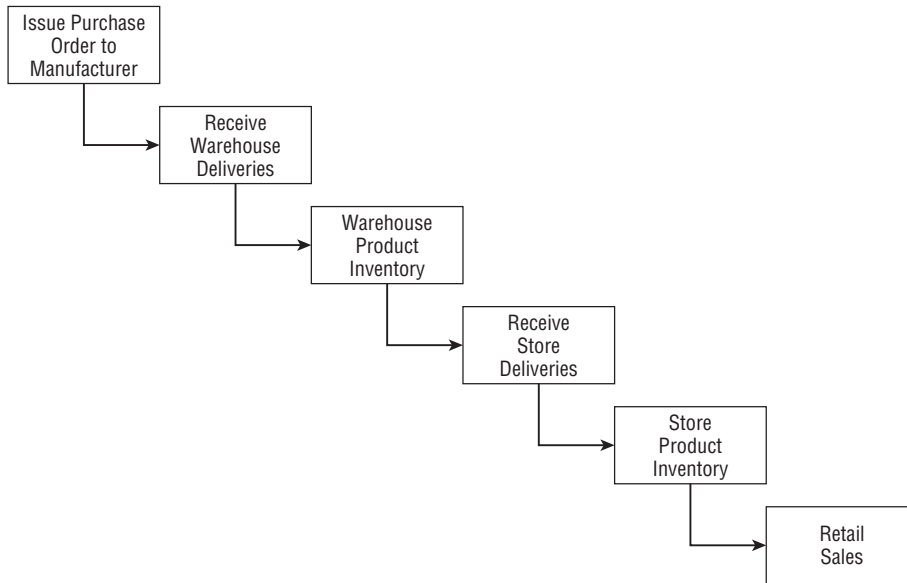 Issue Purchase
Order to
Manufacturer
Receive
Warehouse
Deliveries
Warehouse
Product
Inventory
Receive
Store
Deliveries
Store
Product
Inventory
Retail
Sales